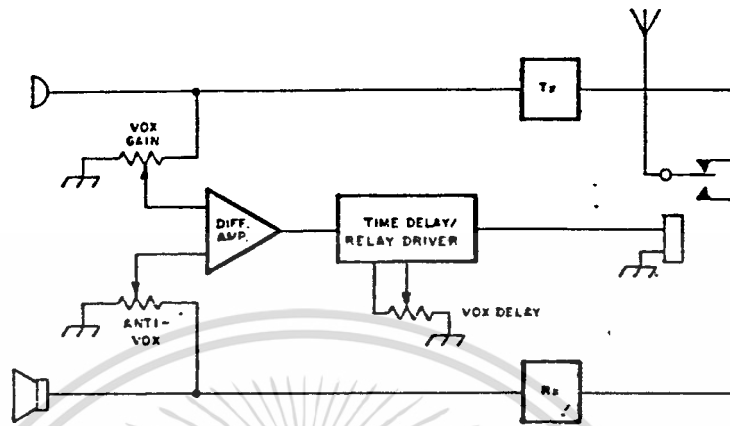 Tx
VOX
GAIN
DIFF.
AMP.
TIME DELAY/
RELAY DRIVER
VOX DELAY
ANTI-
VOX
Rx